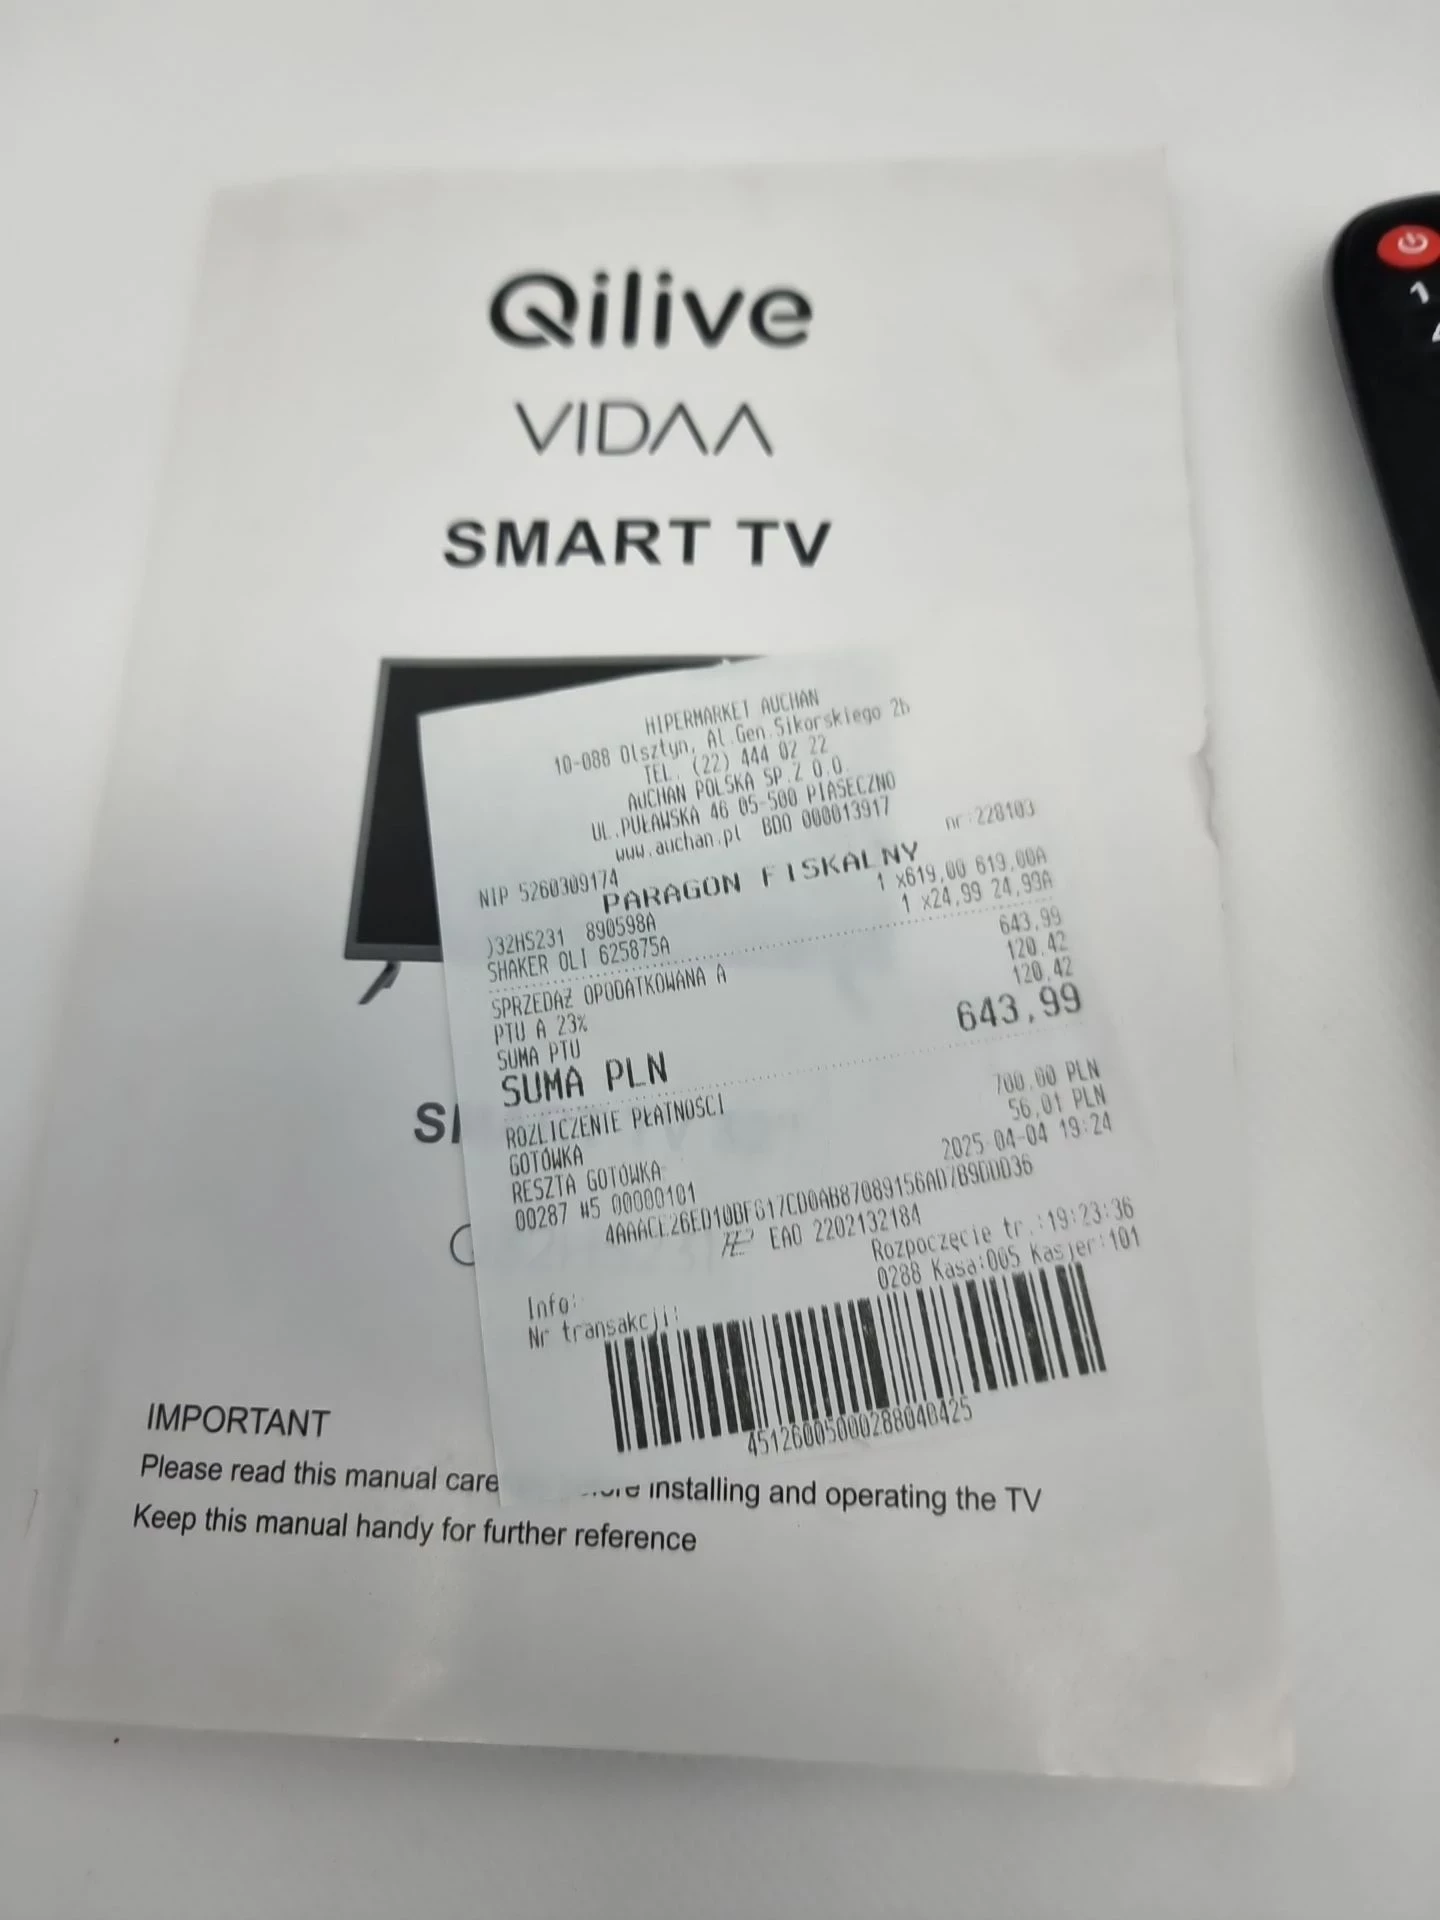 Qilive
VIDAA
SMART TV
HIPERMARKET AUCHAN
10-088 Olsztyn, Al.Gen.Sikorskiego 2b
TEL. (22) 444 02 22
AUCHAN POLSKA SP.Z O.O.
UL.PUŁAWSKA 46 05-500 PIASECZNO
www.auchan.pl BDO 000013917
NIP 5260309174 nr:228103
PARAGON FISKALNY
)32HS231 890598A 1 x619,00 619,00A
SHAKER OLI 625875A 1 x24,99 24,99A
SPRZEDAŻ OPODATKOWANA A 643,99
PTU A 23% 120,42
SUMA PTU 120,42
SUMA PLN 643,99
ROZLICZENIE PŁATNOŚCI
GOTÓWKA 700,00 PLN
RESZTA GOTÓWKA 56,01 PLN
00287 #5 00000101 2025-04-04 19:24
EAO 2202132184
Info: Rozpoczęcie tr.:19:23:36
Nr transakcji: 0288 Kasa:005 Kasjer:101
45126005000288040425
IMPORTANT
Please read this manual care installing and operating the TV
Keep this manual handy for further reference
1